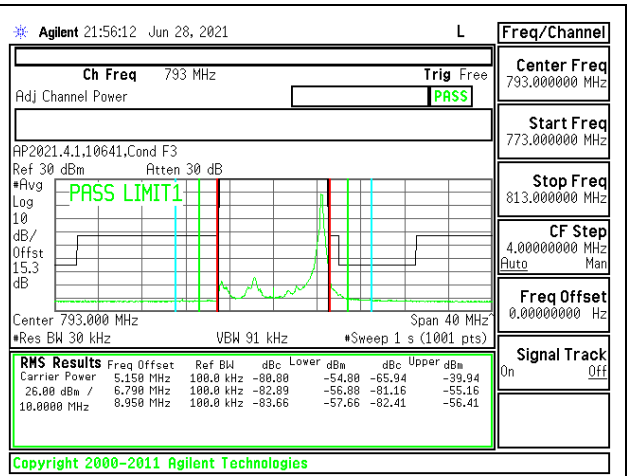 Agilent 21:56:12 Jun 28, 2021 L Freq/Channel
Ch Freq 793 MHz Trig Free
Adj Channel Power PASS
AP2021.4.1,10641,Cond F3
Ref 30 dBm Atten 30 dB
#Avg
Log
10
dB/
Offst
15.3
dB
PASS LIMIT1
Center 793.000 MHz Span 40 MHz^
#Res BW 30 kHz VBW 91 kHz #Sweep 1 s (1001 pts)
RMS Results Freq Offset Ref BW dBc Lower dBm dBc Upper dBm
Carrier Power 5.150 MHz 100.0 kHz -80.80 -54.80 -65.94 -39.94
26.00 dBm / 6.790 MHz 100.0 kHz -82.89 -56.88 -81.16 -55.16
10.0000 MHz 8.950 MHz 100.0 kHz -83.66 -57.66 -82.41 -56.41
Copyright 2000-2011 Agilent Technologies
Center Freq
793.000000 MHz
Start Freq
773.000000 MHz
Stop Freq
813.000000 MHz
CF Step
4.00000000 MHz
Auto Man
Freq Offset
0.00000000 Hz
Signal Track
On Off